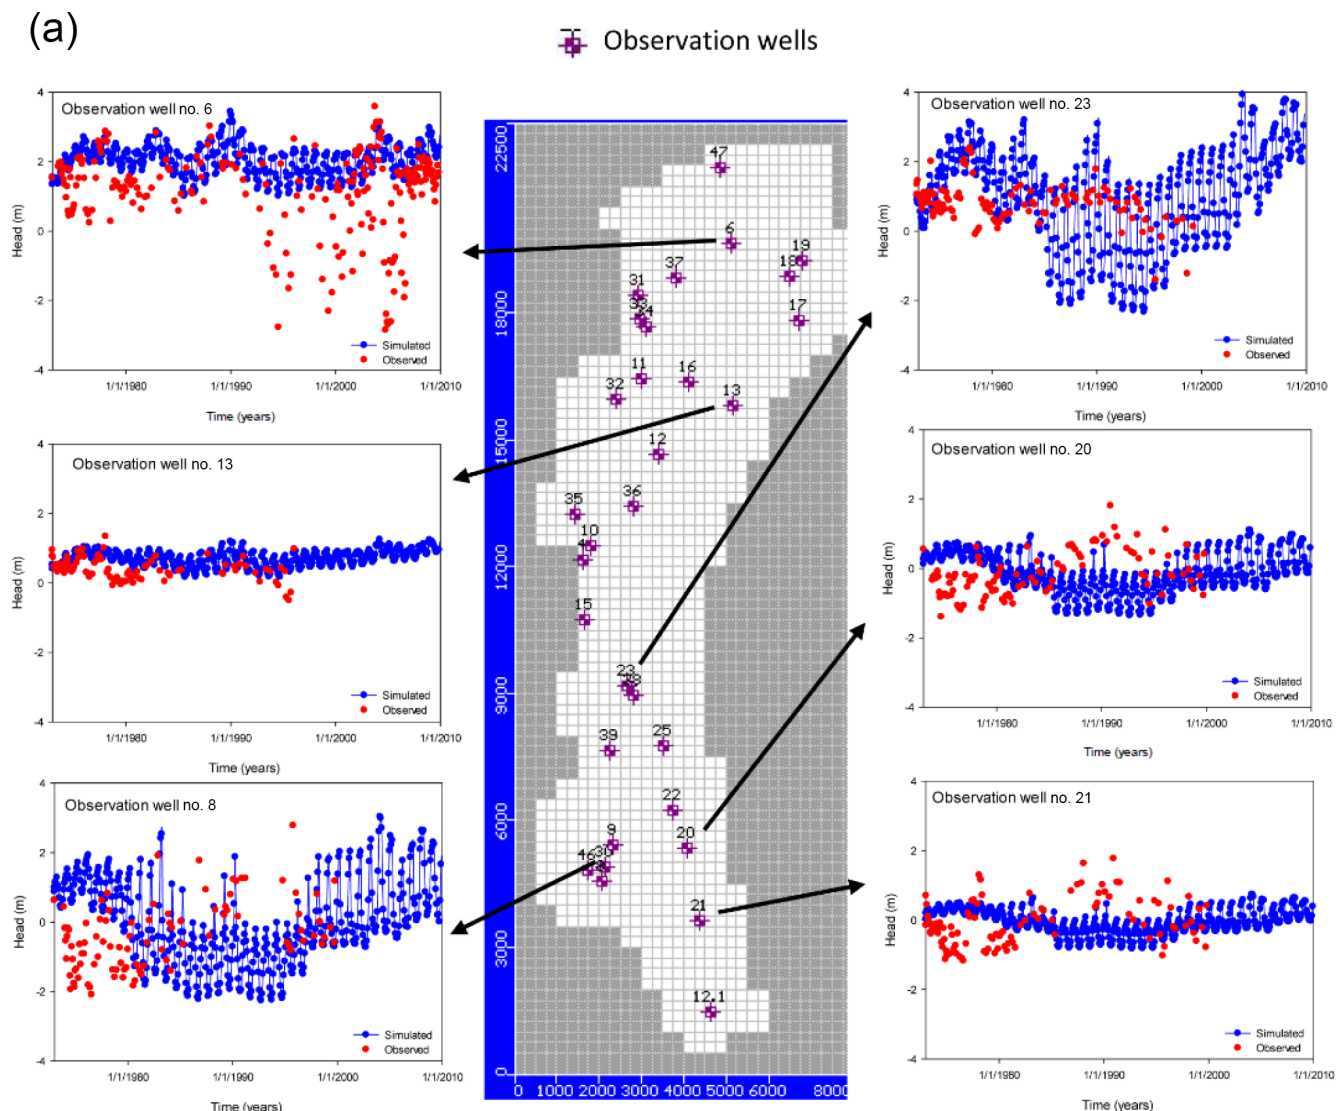 (a)
Observation wells
Observation well no. 6
Head (m)
4
2
0
-2
-4
Simulated
Observed
1/1/1980
1/1/1990
1/1/2000
1/1/2010
Time (years)
Observation well no. 13
Head (m)
4
2
0
-2
-4
Simulated
Observed
1/1/1980
1/1/1990
1/1/2000
1/1/2010
Time (years)
Observation well no. 8
Head (m)
4
2
0
-2
-4
Simulated
Observed
1/1/1980
1/1/1990
1/1/2000
1/1/2010
Time (years)
22500
18000
15000
12000
9000
6000
3000
0
47
6
19
18
37
31
33
17
11
16
32
13
12
36
35
10
15
23
39
25
22
9
20
46
30
21
12.1
0 1000 2000 3000 4000 5000 6000 8000
Observation well no. 23
Head (m)
4
2
0
-2
-4
Simulated
Observed
1/1/1980
1/1/1990
1/1/2000
1/1/2010
Time (years)
Observation well no. 20
Head (m)
4
2
0
-2
-4
Simulated
Observed
1/1/1980
1/1/1990
1/1/2000
1/1/2010
Time (years)
Observation well no. 21
Head (m)
4
2
0
-2
-4
Simulated
Observed
1/1/1980
1/1/1990
1/1/2000
1/1/2010
Time (years)